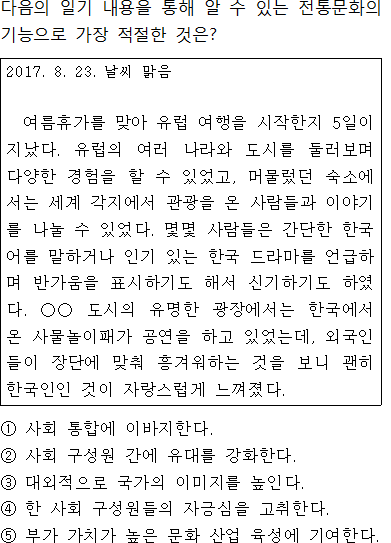 다음의 일기 내용을 통해 알 수 있는 전통문화의
기능으로 가장 적절한 것은?
2017. 8. 23. 날씨 맑음
여름휴가를 맞아 유럽 여행을 시작한지 5일이
지났다. 유럽의 여러 나라와 도시를 둘러보며
다양한 경험을 할 수 있었고, 머물렀던 숙소에
서는 세계 각지에서 관광을 온 사람들과 이야기
를 나눌 수 있었다. 몇몇 사람들은 간단한 한국
어를 말하거나 인기 있는 한국 드라마를 언급하
며 반가움을 표시하기도 해서 신기하기도 하였
다. ○○ 도시의 유명한 광장에서는 한국에서
온 사물놀이패가 공연을 하고 있었는데, 외국인
들이 장단에 맞춰 흥겨워하는 것을 보니 괜히
한국인인 것이 자랑스럽게 느껴졌다.
① 사회 통합에 이바지한다.
② 사회 구성원 간에 유대를 강화한다.
③ 대외적으로 국가의 이미지를 높인다.
④ 한 사회 구성원들의 자긍심을 고취한다.
⑤ 부가 가치가 높은 문화 산업 육성에 기여한다.